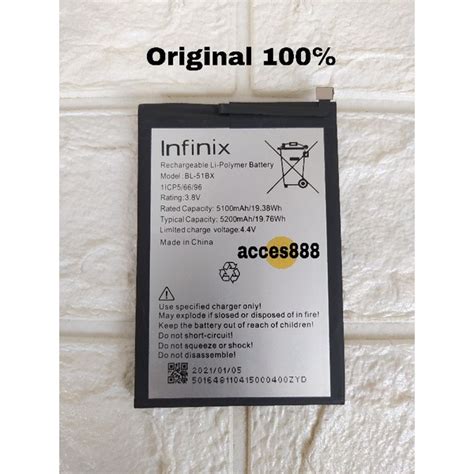 Original 100%
Infinix
Rechargeable Li-Polymer Battery
Model: BL-51BX
1ICP5/66/96
Rating: 3.8V
Rated Capacity: 5100mAh/19.38Wh
Typical Capacity: 5200mAh/19.76Wh
Limited charge voltage: 4.4V
Made in China
acces888
Use specified charger only!
May explode if slossed or disposed of in fire!
Keep the battery out of reach of children!
Do not short-circuit!
Do not squeeze or shock!
Do not disassemble!
2021/01/05
5016481104150000400ZYD